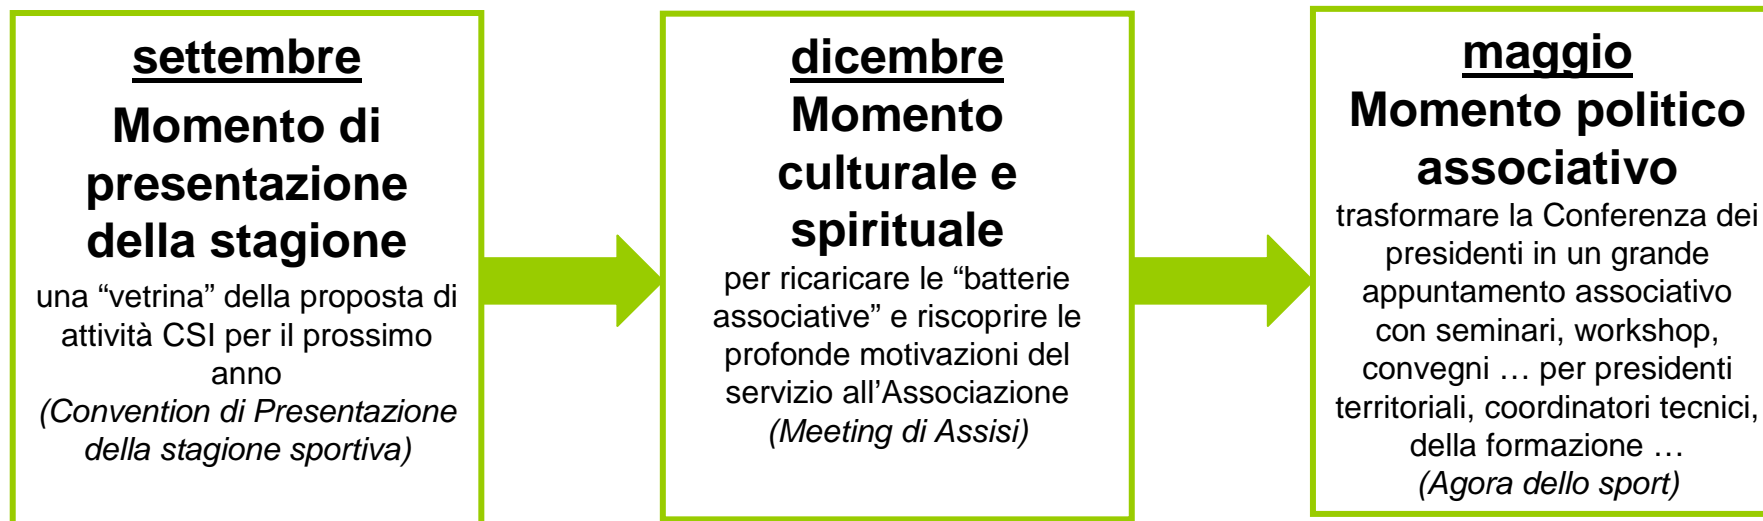 settembre
Momento di
presentazione
della stagione
una “vetrina” della proposta di
attività CSI per il prossimo
anno
(Convention di Presentazione
della stagione sportiva)
dicembre
Momento
culturale e
spirituale
per ricaricare le “batterie
associative” e riscoprire le
profonde motivazioni del
servizio all’Associazione
(Meeting di Assisi)
maggio
Momento politico
associativo
trasformare la Conferenza dei
presidenti in un grande
appuntamento associativo
con seminari, workshop,
convegni … per presidenti
territoriali, coordinatori tecnici,
della formazione …
(Agora dello sport)